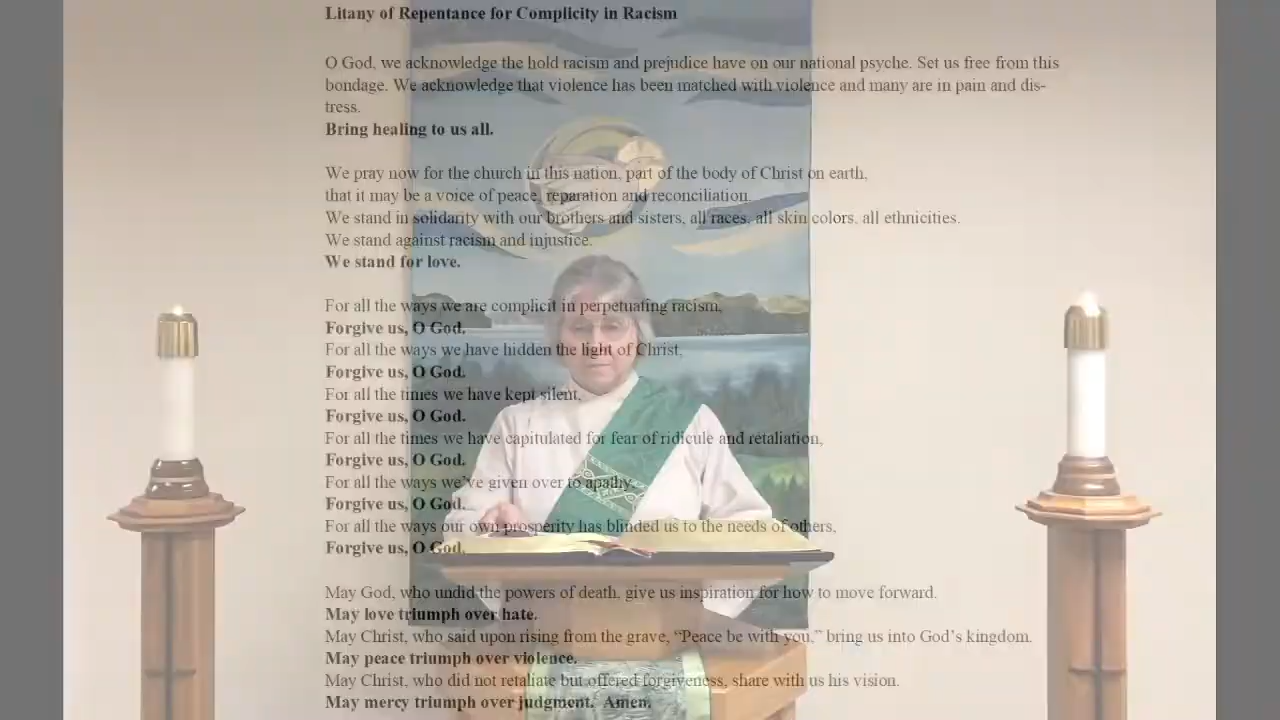 Litany of Repentance for Complicity in Racism
O God, we acknowledge the hold racism and prejudice have on our national psyche. Set us free from this
bondage. We acknowledge that violence has been matched with violence and many are in pain and dis-
tress.
Bring healing to us all.
We pray now for the church in this nation, part of the body of Christ on earth,
that it may be a voice of peace, reparation and reconciliation.
We stand in solidarity with our brothers and sisters, all races, all skin colors, all ethnicities.
We stand against racism and injustice.
We stand for love.
For all the ways we are complicit in perpetuating racism,
Forgive us, O God.
For all the ways we have hidden the light of Christ,
Forgive us, O God.
For all the times we have kept silent,
Forgive us, O God.
For all the times we have capitulated for fear of ridicule and retaliation,
Forgive us, O God.
For all the ways we’ve given over to apathy,
Forgive us, O God.
For all the ways our own prosperity has blinded us to the needs of others,
Forgive us, O God.
May God, who undid the powers of death, give us inspiration for how to move forward.
May love triumph over hate.
May Christ, who said upon rising from the grave, “Peace be with you,” bring us into God’s kingdom.
May peace triumph over violence.
May Christ, who did not retaliate but offered forgiveness, share with us his vision.
May mercy triumph over judgment.  Amen.